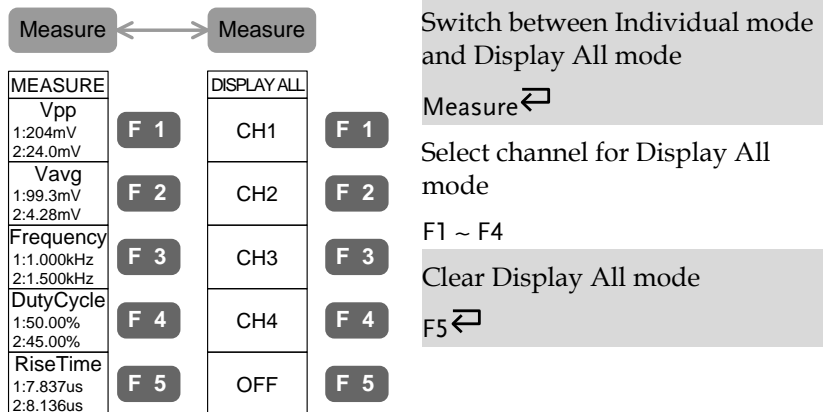 Measure
Measure
MEASURE
Vpp
1:204mV
2:24.0mV
F 1
Vavg
1:99.3mV
2:4.28mV
F 2
Frequency
1:1.000kHz
2:1.500kHz
F 3
DutyCycle
1:50.00%
2:45.00%
F 4
RiseTime
1:7.837us
2:8.136us
F 5
DISPLAY ALL
CH1
F 1
CH2
F 2
CH3
F 3
CH4
F 4
OFF
F 5
Switch between Individual mode
and Display All mode
Measure
Select channel for Display All
mode
F1 ~ F4
Clear Display All mode
F5